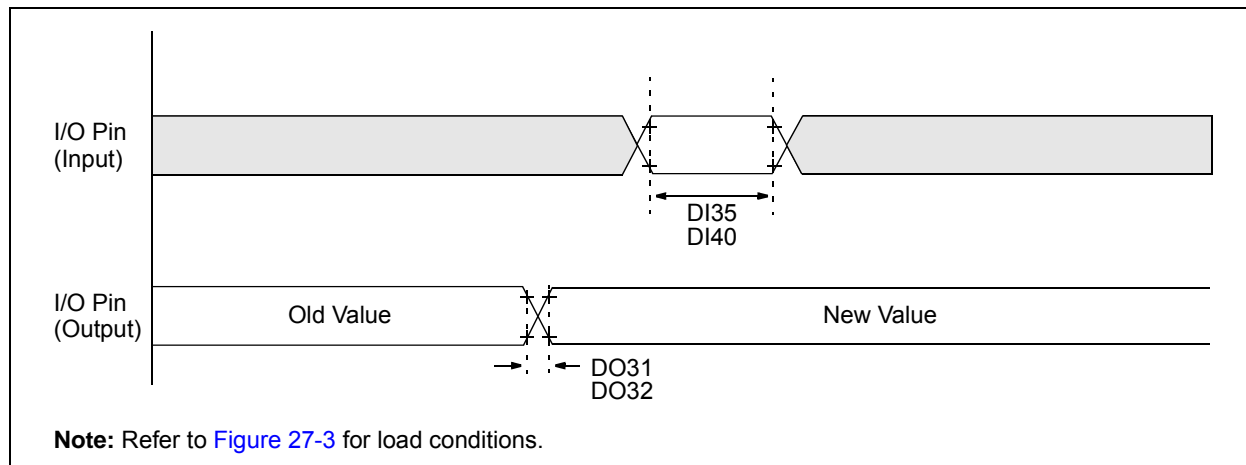 I/O Pin
(Input)
DI35
DI40
I/O Pin
(Output)
Old Value
New Value
DO31
DO32
Note: Refer to Figure 27-3 for load conditions.